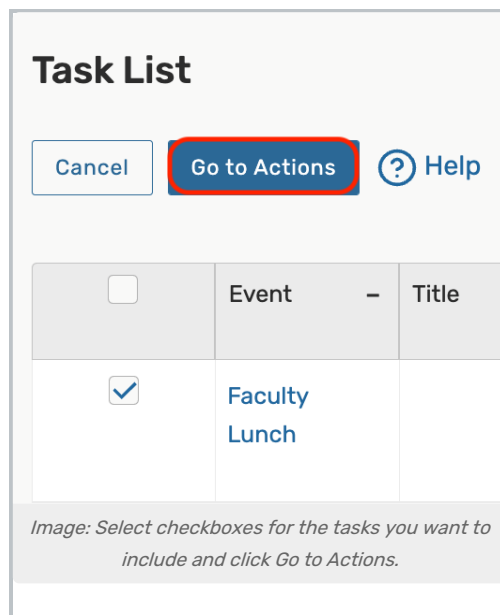 Task List
Cancel Go to Actions ? Help
Event – Title
Faculty
Lunch
Image: Select checkboxes for the tasks you want to
include and click Go to Actions.